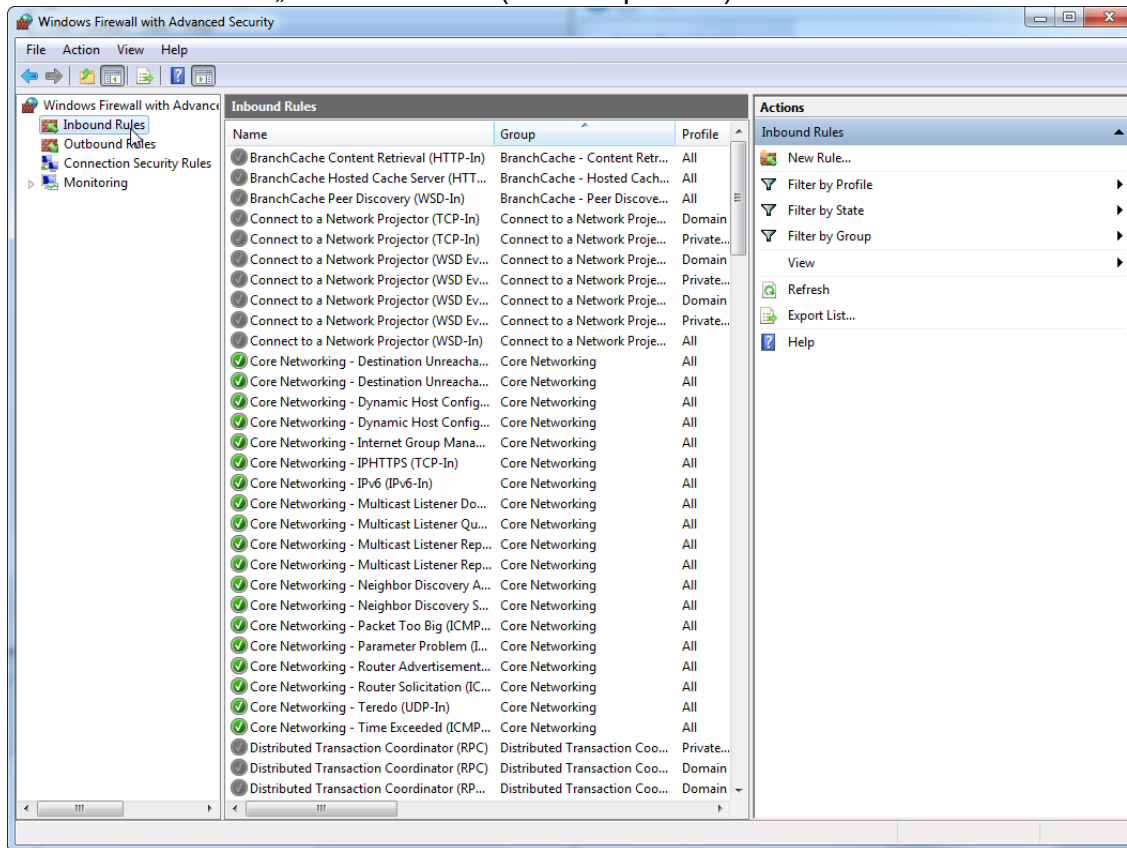 Windows Firewall with Advanced Security
File Action View Help
Windows Firewall with Advance
Inbound Rules
Outbound Rules
Connection Security Rules
Monitoring
Inbound Rules
Name Group Profile
BranchCache Content Retrieval (HTTP-In) BranchCache - Content Retr... All
BranchCache Hosted Cache Server (HTT... BranchCache - Hosted Cach... All
BranchCache Peer Discovery (WSD-In) BranchCache - Peer Discove... All
Connect to a Network Projector (TCP-In) Connect to a Network Proje... Domain
Connect to a Network Projector (TCP-In) Connect to a Network Proje... Private...
Connect to a Network Projector (WSD Ev... Connect to a Network Proje... Domain
Connect to a Network Projector (WSD Ev... Connect to a Network Proje... Private...
Connect to a Network Projector (WSD Ev... Connect to a Network Proje... Domain
Connect to a Network Projector (WSD Ev... Connect to a Network Proje... Private...
Connect to a Network Projector (WSD-In) Connect to a Network Proje... All
Core Networking - Destination Unreacha... Core Networking All
Core Networking - Destination Unreacha... Core Networking All
Core Networking - Dynamic Host Config... Core Networking All
Core Networking - Dynamic Host Config... Core Networking All
Core Networking - Internet Group Mana... Core Networking All
Core Networking - IPHTTPS (TCP-In) Core Networking All
Core Networking - IPv6 (IPv6-In) Core Networking All
Core Networking - Multicast Listener Do... Core Networking All
Core Networking - Multicast Listener Qu... Core Networking All
Core Networking - Multicast Listener Rep... Core Networking All
Core Networking - Multicast Listener Rep... Core Networking All
Core Networking - Neighbor Discovery A... Core Networking All
Core Networking - Neighbor Discovery S... Core Networking All
Core Networking - Packet Too Big (ICMP... Core Networking All
Core Networking - Parameter Problem (I... Core Networking All
Core Networking - Router Advertisement... Core Networking All
Core Networking - Router Solicitation (IC... Core Networking All
Core Networking - Teredo (UDP-In) Core Networking All
Core Networking - Time Exceeded (ICMP... Core Networking All
Distributed Transaction Coordinator (RPC) Distributed Transaction Coo... Private...
Distributed Transaction Coordinator (RPC) Distributed Transaction Coo... Domain
Distributed Transaction Coordinator (RP... Distributed Transaction Coo... Domain
Actions
Inbound Rules
New Rule...
Filter by Profile
Filter by State
Filter by Group
View
Refresh
Export List...
Help